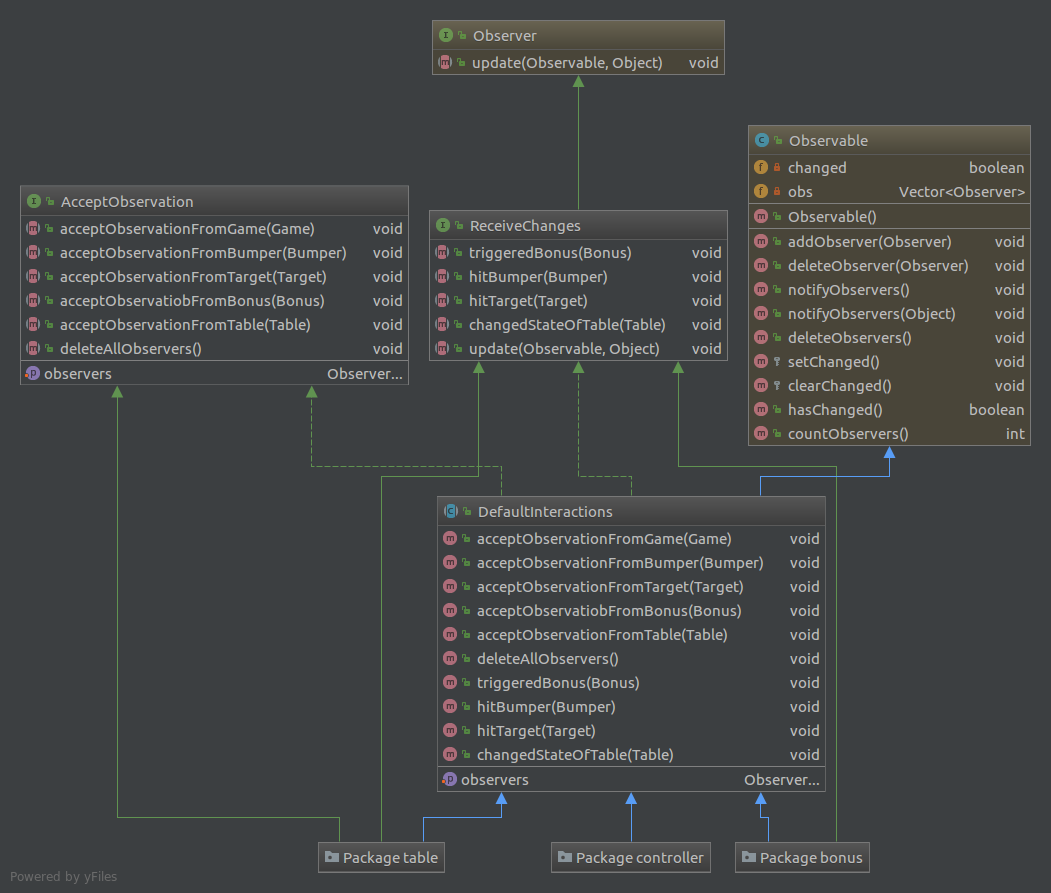 Observer
update(Observable, Object) void
Observable
changed boolean
obs Vector<Observer>
Observable()
addObserver(Observer) void
deleteObserver(Observer) void
notifyObservers() void
notifyObservers(Object) void
deleteObservers() void
setChanged() void
clearChanged() void
hasChanged() boolean
countObservers() int
AcceptObservation
acceptObservationFromGame(Game) void
acceptObservationFromBumper(Bumper) void
acceptObservationFromTarget(Target) void
acceptObservatiobFromBonus(Bonus) void
acceptObservationFromTable(Table) void
deleteAllObservers() void
observers Observer...
ReceiveChanges
triggeredBonus(Bonus) void
hitBumper(Bumper) void
hitTarget(Target) void
changedStateOfTable(Table) void
update(Observable, Object) void
DefaultInteractions
acceptObservationFromGame(Game) void
acceptObservationFromBumper(Bumper) void
acceptObservationFromTarget(Target) void
acceptObservatiobFromBonus(Bonus) void
acceptObservationFromTable(Table) void
deleteAllObservers() void
triggeredBonus(Bonus) void
hitBumper(Bumper) void
hitTarget(Target) void
changedStateOfTable(Table) void
observers Observer...
Package table
Package controller
Package bonus
Powered by yFiles